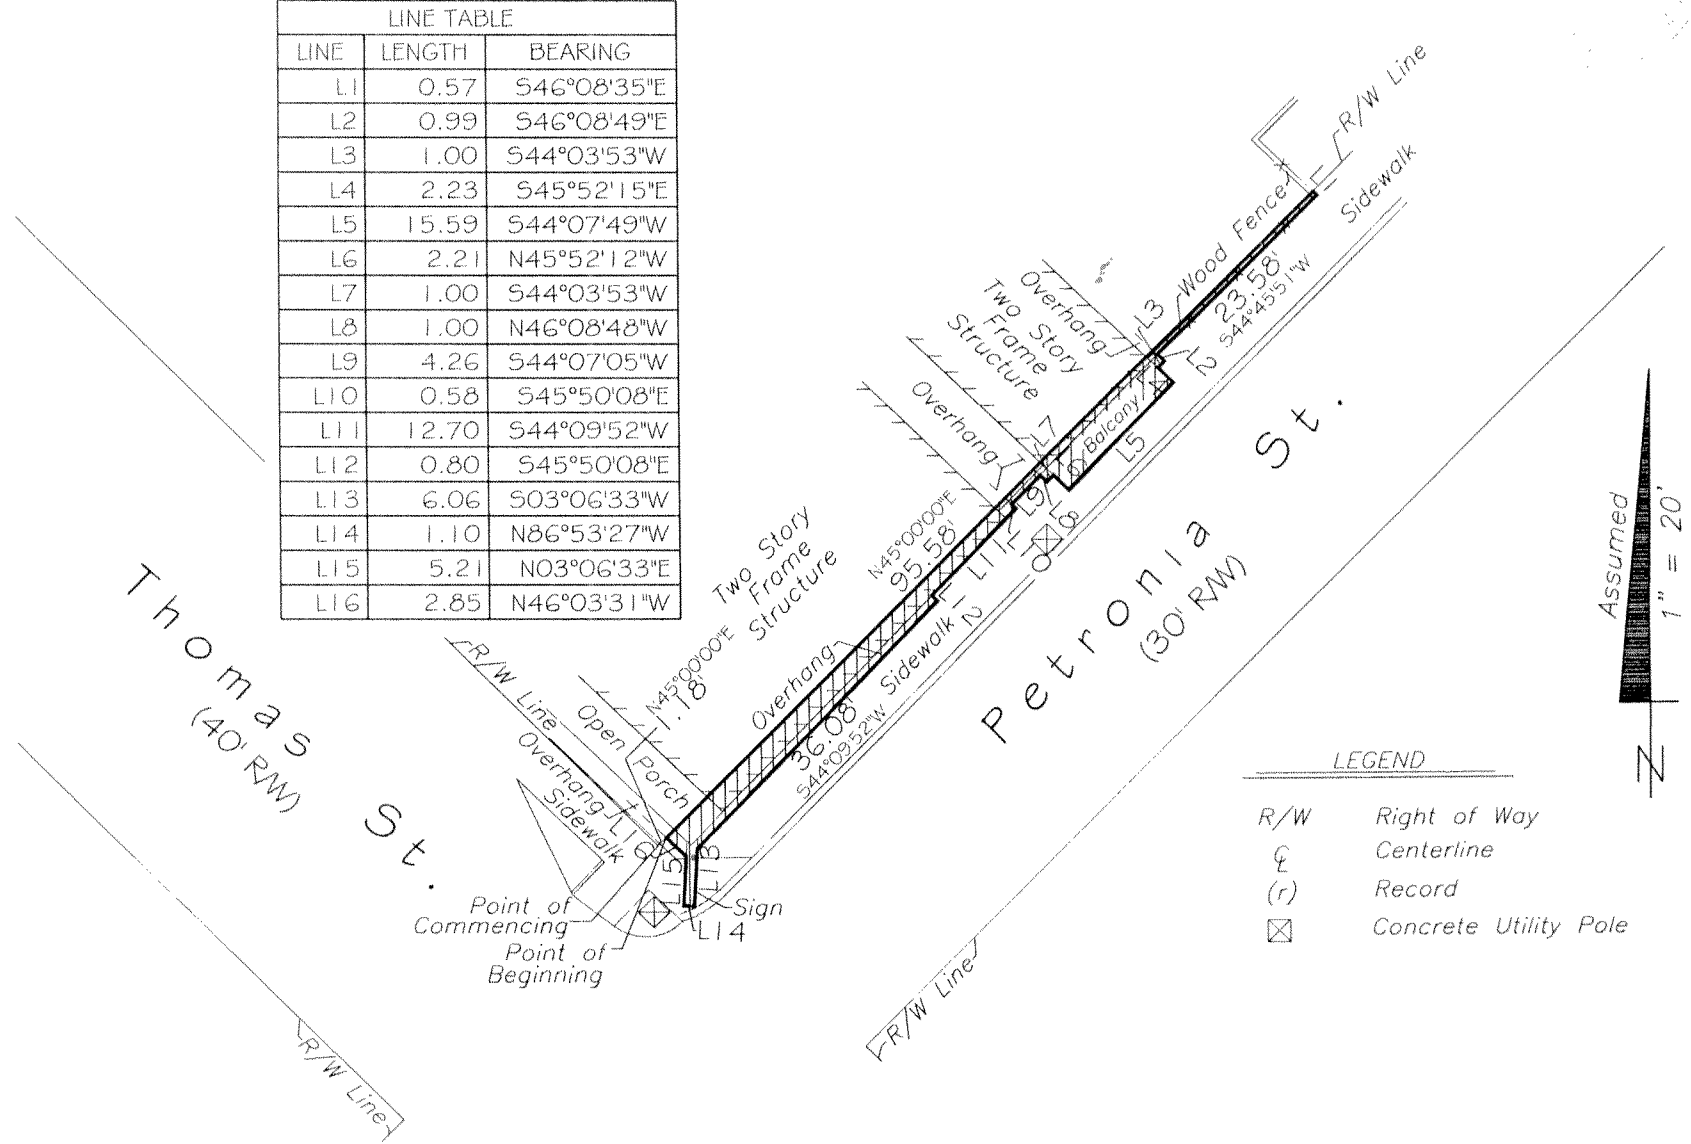 LINE TABLE
LINE LENGTH BEARING
L1 0.57 S46°08'35"E
L2 0.99 S46°08'49"E
L3 1.00 S44°03'53"W
L4 2.23 S45°52'15"E
L5 15.59 S44°07'49"W
L6 2.21 N45°52'12"W
L7 1.00 S44°03'53"W
L8 1.00 N46°08'48"W
L9 4.26 S44°07'05"W
L10 0.58 S45°50'08"E
L11 12.70 S44°09'52"W
L12 0.80 S45°50'08"E
L13 6.06 S03°06'33"W
L14 1.10 N86°53'27"W
L15 5.21 N03°06'33"E
L16 2.85 N46°03'31"W
R/W Line
Sidewalk
Wood Fence
23.58'
S44°45'51"W
Overhang
Two Story
Frame
Structure
L3
L2
L7
Balcony
L5
Overhang
L9
L8
L11
N45°00'00"E
95.58'
Two Story
Frame
Structure
N45°00'00"E
1.18'
Overhang
Sidewalk
36.08'
S44°09'52"W
Petronia St.
(30' R/W)
Thomas St.
(40' R/W)
R/W Line
Open Porch
Overhang
Sidewalk
L16
L15
L13
Sign
L14
Point of
Commencing
Point of
Beginning
R/W Line
R/W Line
Assumed
1" = 20'
N
LEGEND
R/W Right of Way
℄ Centerline
(r) Record
Concrete Utility Pole